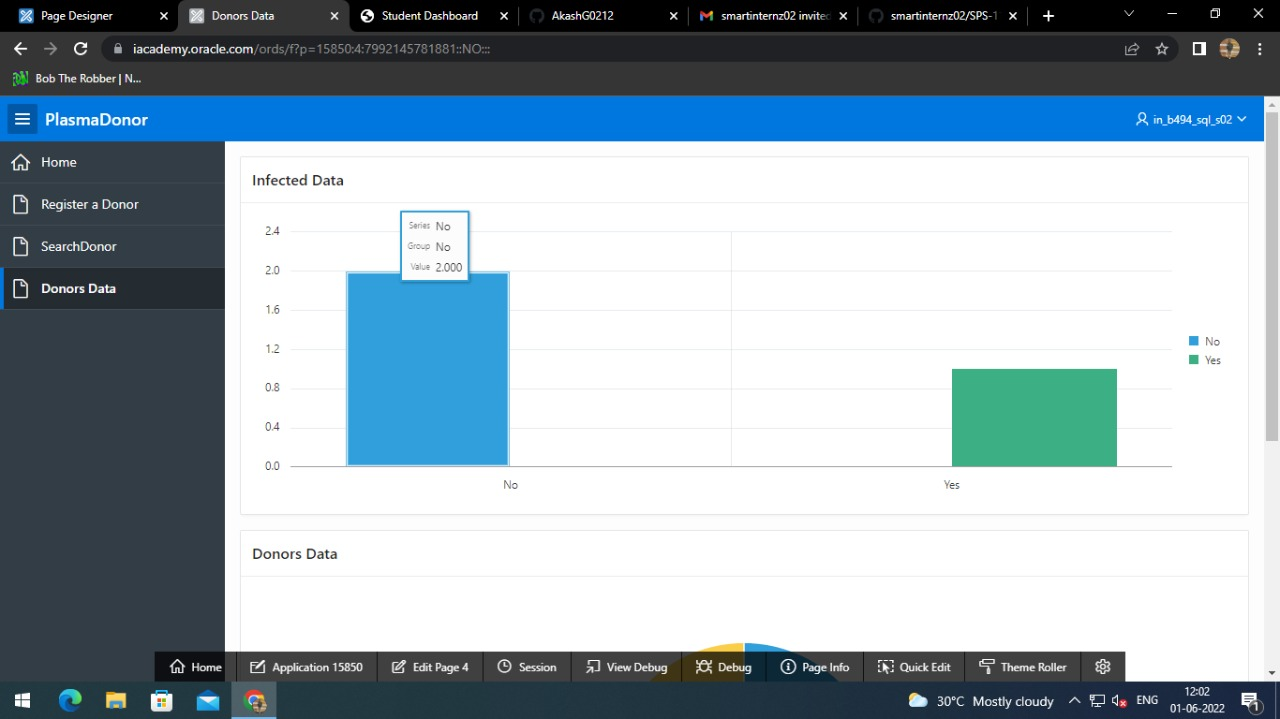 Page Designer
Donors Data
Student Dashboard
AkashG0212
smartinternz02 invited
smartinternz02/SPS-1
iacademy.oracle.com/ords/f?p=15850:4:7992145781881::NO:::
Bob The Robber | N...
PlasmaDonor
in_b494_sql_s02
Home
Register a Donor
SearchDonor
Donors Data
Infected Data
Series No
Group No
Value 2.000
2.4
2.0
1.6
1.2
0.8
0.4
0.0
No
Yes
No
Yes
Donors Data
Home
Application 15850
Edit Page 4
Session
View Debug
Debug
Page Info
Quick Edit
Theme Roller
30°C Mostly cloudy
ENG
12:02
01-06-2022
1